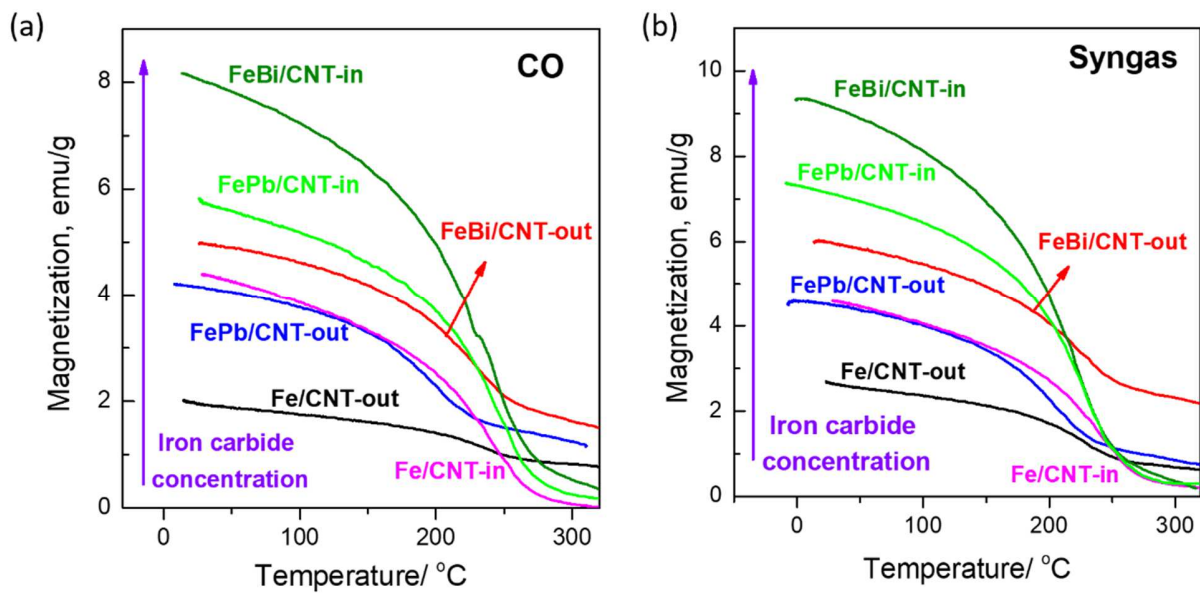 (a)
CO
FeBi/CNT-in
FePb/CNT-in
FeBi/CNT-out
FePb/CNT-out
Fe/CNT-out
Iron carbide
concentration
Fe/CNT-in
Magnetization, emu/g
8
6
4
2
0
0 100 200 300
Temperature/ °C
(b)
Syngas
FeBi/CNT-in
FePb/CNT-in
FeBi/CNT-out
FePb/CNT-out
Fe/CNT-out
Iron carbide
concentration
Fe/CNT-in
Magnetization, emu/g
10
8
6
4
2
0
0 100 200 300
Temperature/ °C